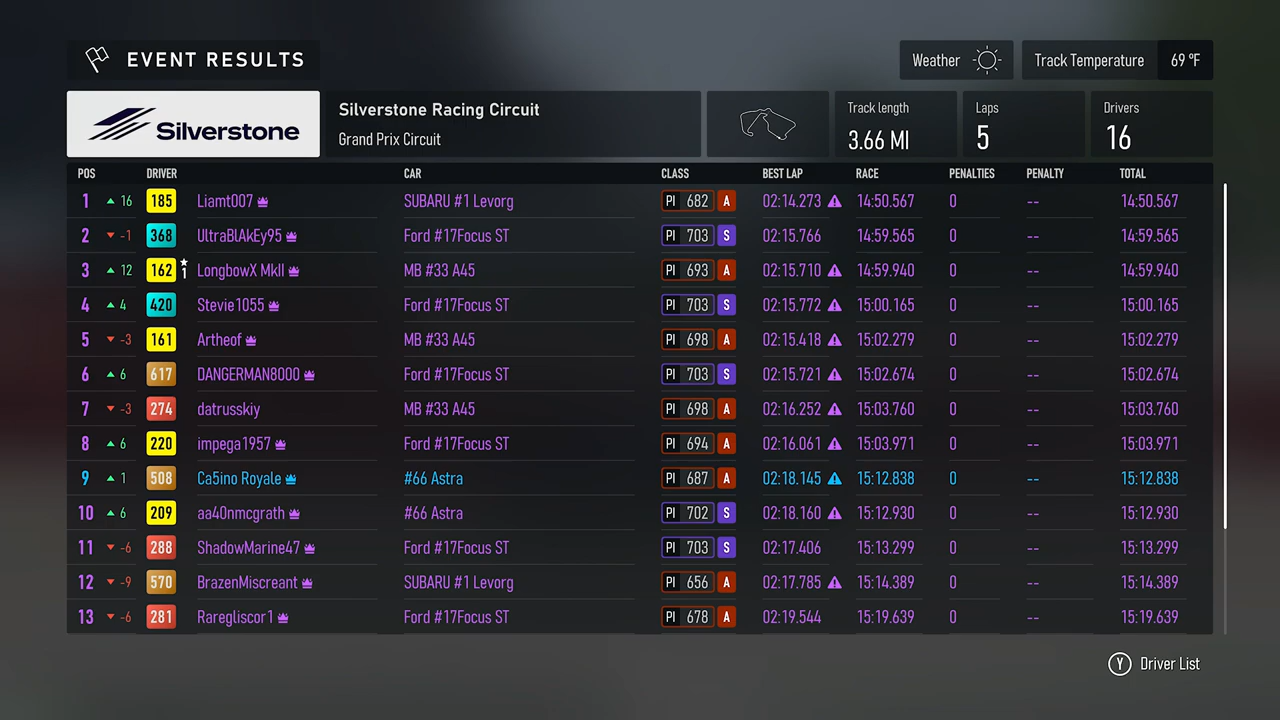 EVENT RESULTS
Weather
Track Temperature 69 ºF
Silverstone
Silverstone Racing Circuit
Grand Prix Circuit
Track length
3.66 MI
Laps
5
Drivers
16
POS DRIVER CAR CLASS BEST LAP RACE PENALTIES PENALTY TOTAL
1 16 185 Liamt007 SUBARU #1 Levorg PI 682 A 02:14.273 14:50.567 0 -- 14:50.567
2 -1 368 UltraBlAkEy95 Ford #17Focus ST PI 703 S 02:15.766 14:59.565 0 -- 14:59.565
3 12 162 1 LongbowX MkII MB #33 A45 PI 693 A 02:15.710 14:59.940 0 -- 14:59.940
4 4 420 Stevie1055 Ford #17Focus ST PI 703 S 02:15.772 15:00.165 0 -- 15:00.165
5 -3 161 Artheof MB #33 A45 PI 698 A 02:15.418 15:02.279 0 -- 15:02.279
6 6 617 DANGERMAN8000 Ford #17Focus ST PI 703 S 02:15.721 15:02.674 0 -- 15:02.674
7 -3 274 datrusskiy MB #33 A45 PI 698 A 02:16.252 15:03.760 0 -- 15:03.760
8 6 220 impega1957 Ford #17Focus ST PI 694 A 02:16.061 15:03.971 0 -- 15:03.971
9 1 508 Ca5ino Royale #66 Astra PI 687 A 02:18.145 15:12.838 0 -- 15:12.838
10 6 209 aa40nmcgrath #66 Astra PI 702 S 02:18.160 15:12.930 0 -- 15:12.930
11 -6 288 ShadowMarine47 Ford #17Focus ST PI 703 S 02:17.406 15:13.299 0 -- 15:13.299
12 -9 570 BrazenMiscreant SUBARU #1 Levorg PI 656 A 02:17.785 15:14.389 0 -- 15:14.389
13 -6 281 Raregliscor1 Ford #17Focus ST PI 678 A 02:19.544 15:19.639 0 -- 15:19.639
Y Driver List